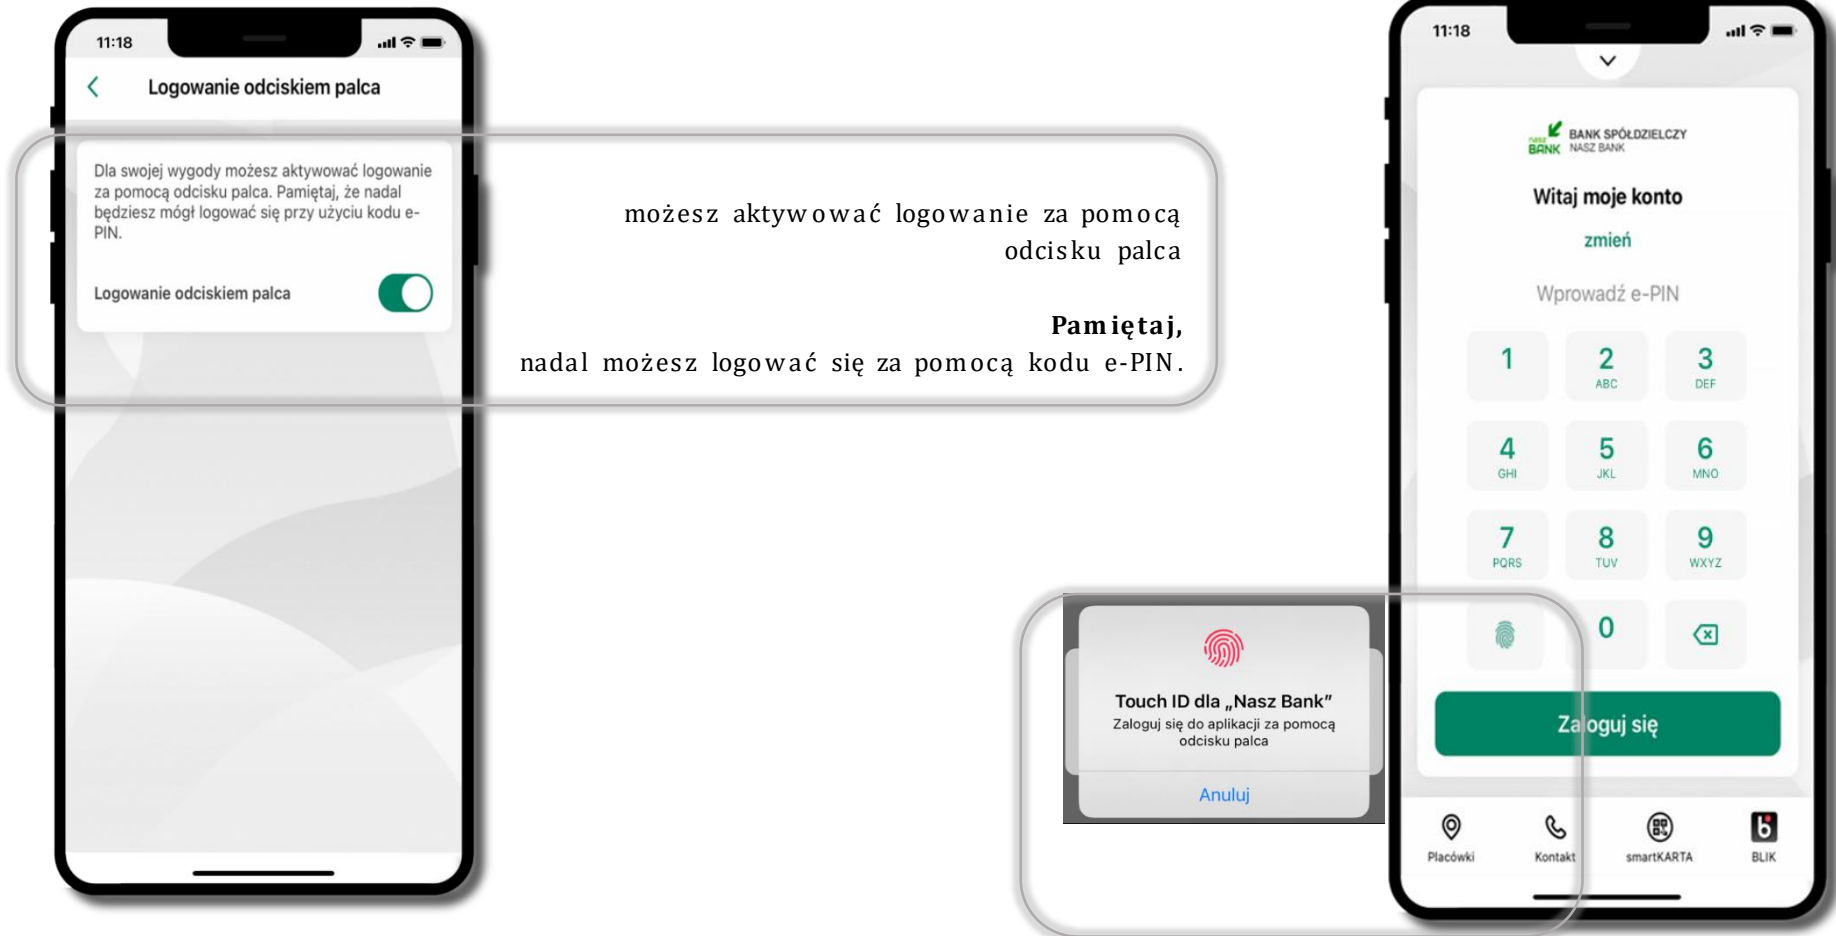 11:18
Logowanie odciskiem palca
Dla swojej wygody możesz aktywować logowanie
za pomocą odcisku palca. Pamiętaj, że nadal
będziesz mógł logować się przy użyciu kodu e-
PIN.
Logowanie odciskiem palca
możesz aktywować logowanie za pomocą
odcisku palca
Pamiętaj,
nadal możesz logować się za pomocą kodu e-PIN.
Touch ID dla „Nasz Bank”
Zaloguj się do aplikacji za pomocą
odcisku palca
Anuluj
11:18
nasz
BANK
BANK SPÓŁDZIELCZY
NASZ BANK
Witaj moje konto
zmień
Wprowadź e-PIN
1 2 3
ABC DEF
4 5 6
GHI JKL MNO
7 8 9
PQRS TUV WXYZ
0
Zaloguj się
Placówki Kontakt smartKARTA BLIK